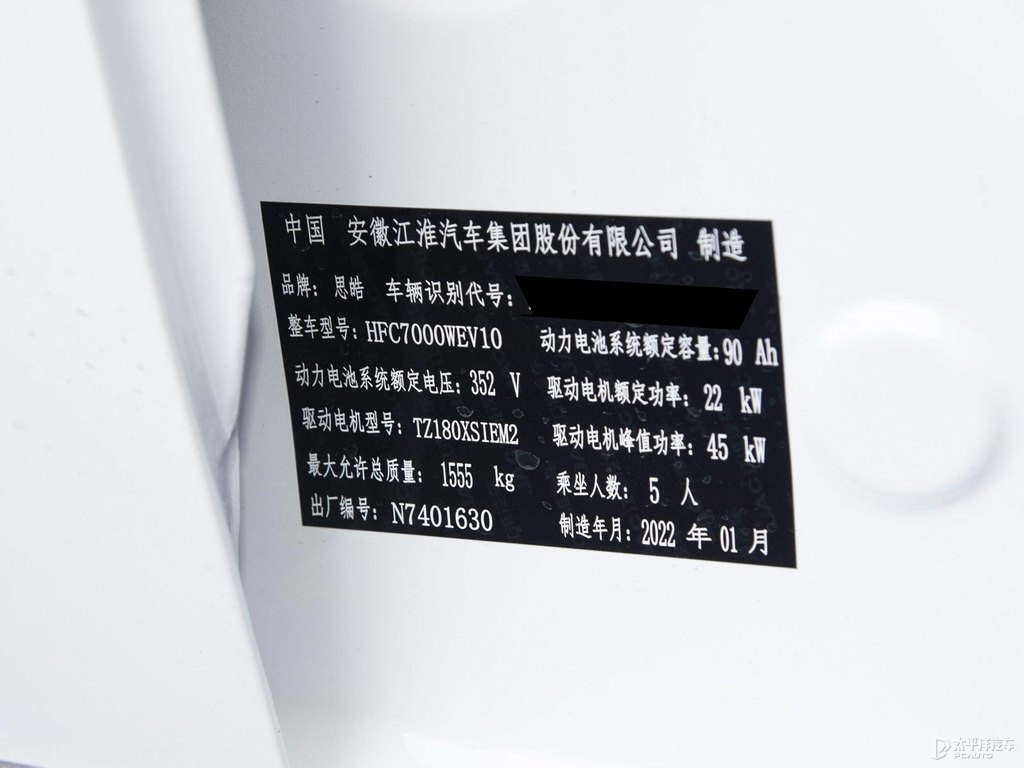 中国 安徽江淮汽车集团股份有限公司 制造
品牌: 思皓 车辆识别代号:
整车型号: HFC7000WEV10 动力电池系统额定容量: 90 Ah
动力电池系统额定电压: 352 V 驱动电机额定功率: 22 kW
驱动电机型号: TZ180XSIEM2 驱动电机峰值功率: 45 kW
最大允许总质量: 1555 kg 乘坐人数: 5 人
出厂编号: N7401630 制造年月: 2022 年 01 月
太平洋汽车
PCAUTO